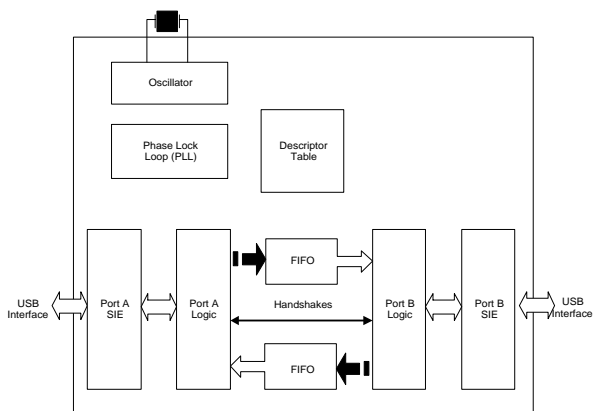 Oscillator
Phase Lock
Loop (PLL)
Descriptor
Table
USB
Interface
Port A
SIE
Port A
Logic
FIFO
Handshakes
FIFO
Port B
Logic
Port B
SIE
USB
Interface